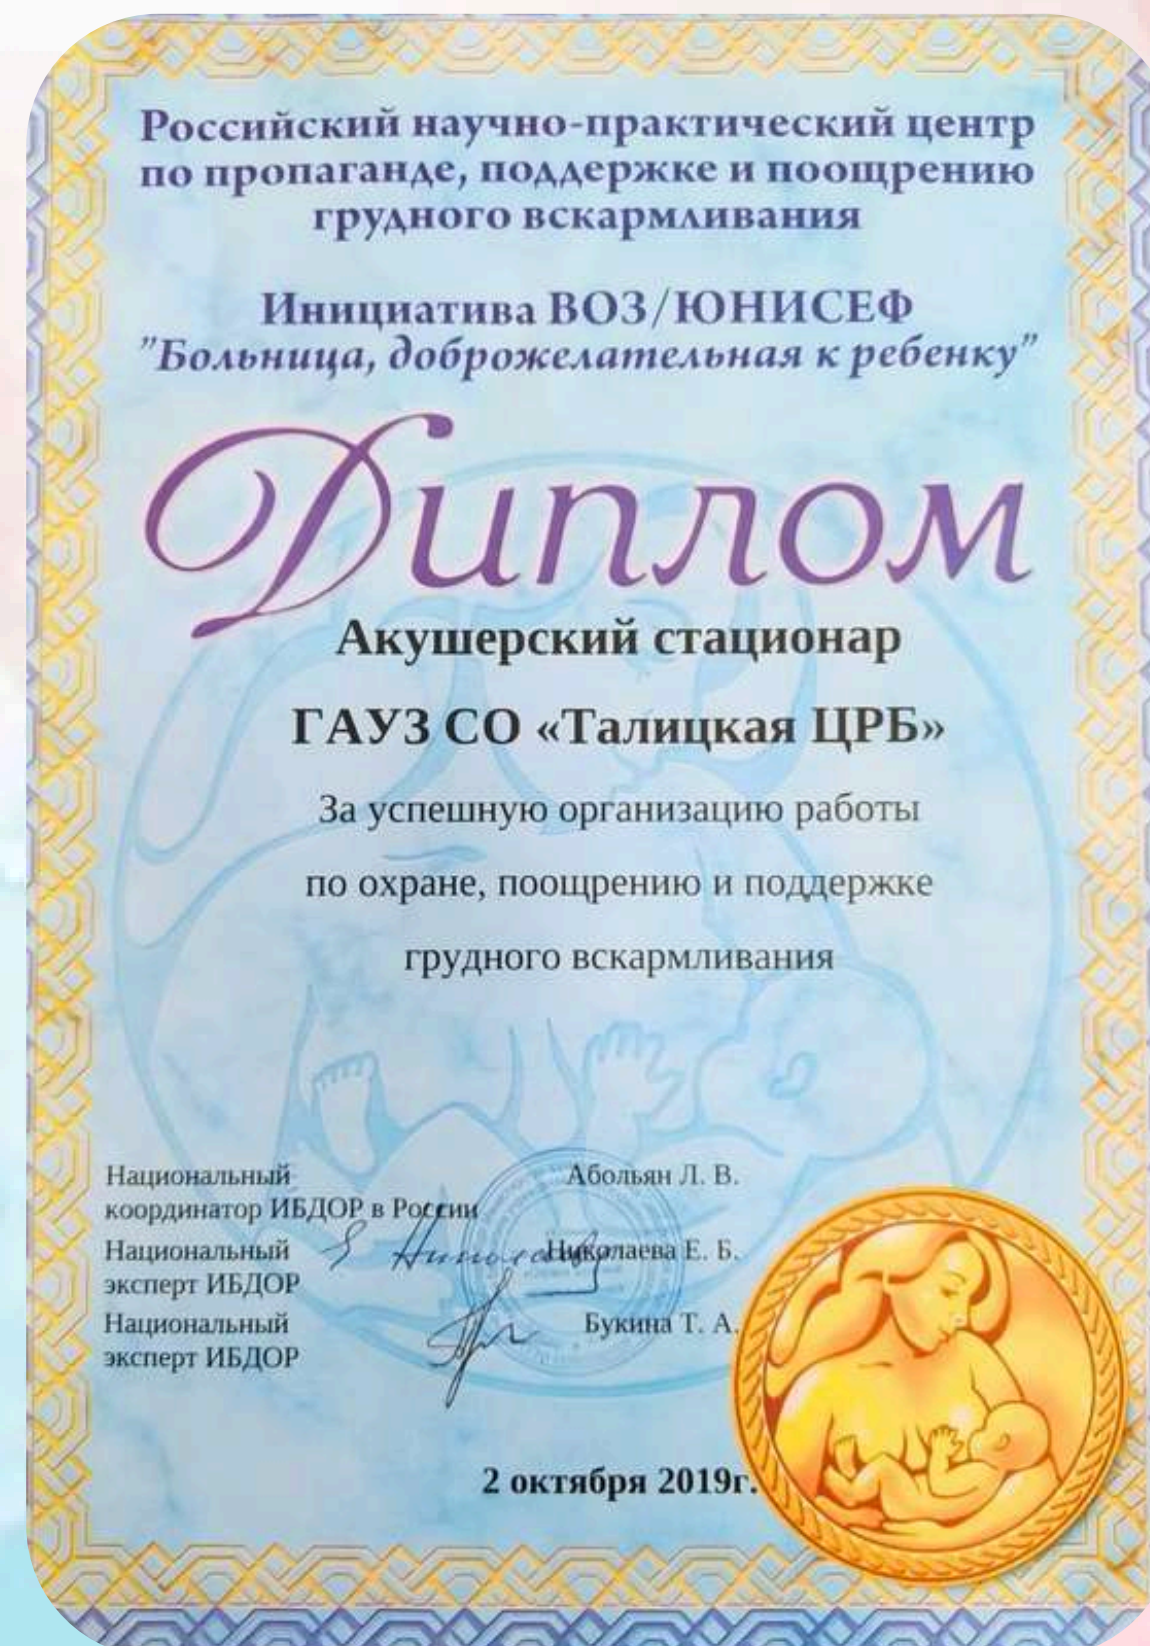 Российский научно-практический центр
по пропаганде, поддержке и поощрению
грудного вскармливания
Инициатива ВОЗ/ЮНИСЕФ
"Больница, доброжелательная к ребенку"
Диплом
Акушерский стационар
ГАУЗ СО «Талицкая ЦРБ»
За успешную организацию работы
по охране, поощрению и поддержке
грудного вскармливания
Национальный Абольян Л. В.
координатор ИБДОР в России
Национальный Николаева Е. Б.
эксперт ИБДОР
Национальный Букина Т. А.
эксперт ИБДОР
2 октября 2019г.